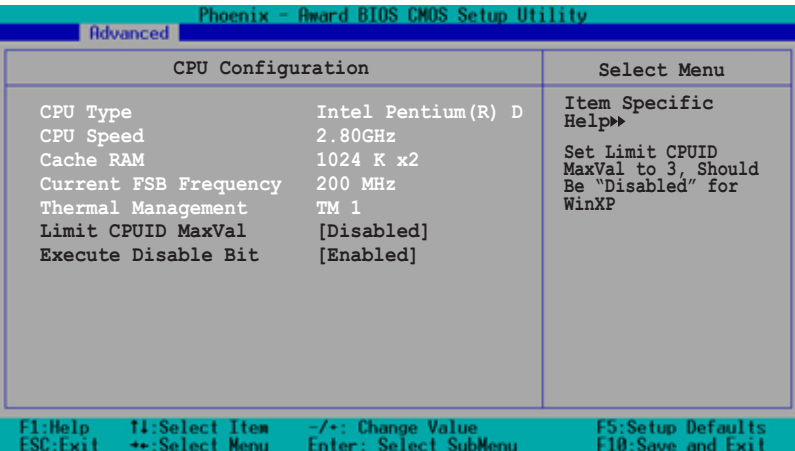 Phoenix - Award BIOS CMOS Setup Utility
Advanced
CPU Configuration
Select Menu
CPU Type Intel Pentium(R) D
CPU Speed 2.80GHz
Cache RAM 1024 K x2
Current FSB Frequency 200 MHz
Thermal Management TM 1
Limit CPUID MaxVal [Disabled]
Execute Disable Bit [Enabled]
Item Specific
Help▸▸
Set Limit CPUID
MaxVal to 3, Should
Be “Disabled” for
WinXP
F1:Help ↑↓:Select Item -/+: Change Value F5:Setup Defaults
ESC:Exit →←:Select Menu Enter: Select SubMenu F10:Save and Exit